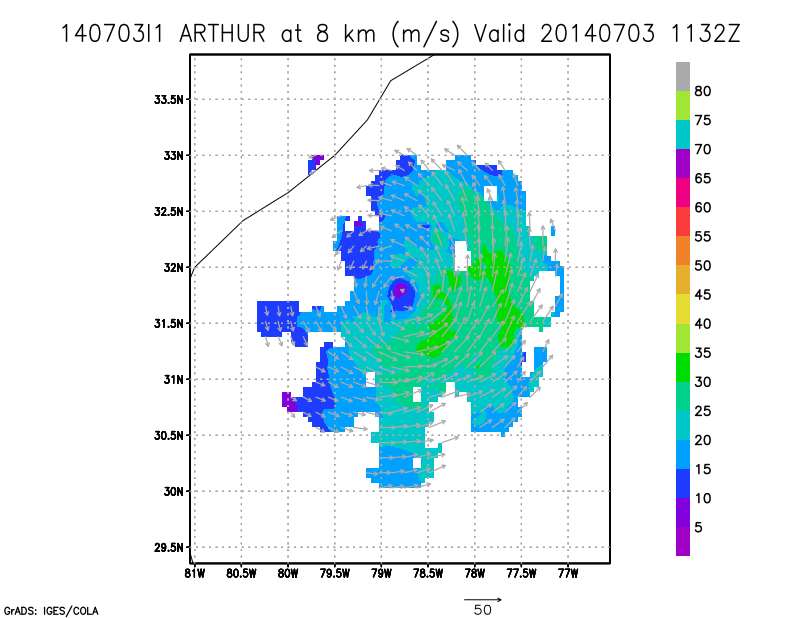 140703I1 ARTHUR at 8 km (m/s) Valid 20140703 1132Z
80
75
70
65
60
55
50
45
40
35
30
25
20
15
10
5
33.5N
33N
32.5N
32N
31.5N
31N
30.5N
30N
29.5N
81W 80.5W 80W 79.5W 79W 78.5W 78W 77.5W 77W
50
GrADS: IGES/COLA